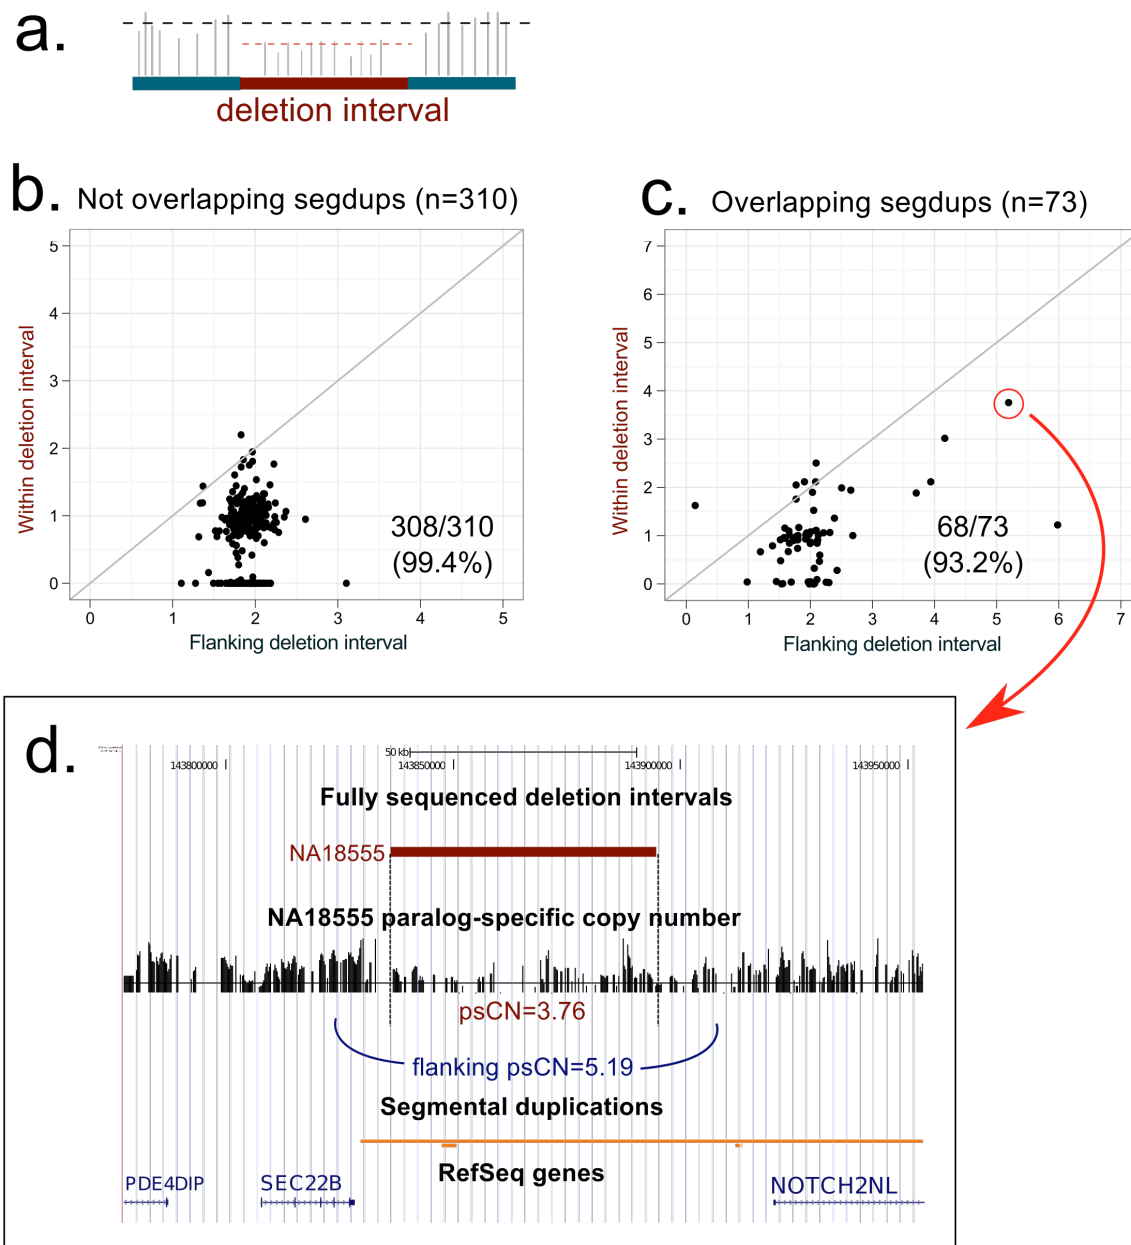 a.
deletion interval
b. Not overlapping segdups (n=310)
5
4
3
2
1
0
Within deletion interval
308/310
(99.4%)
0 1 2 3 4 5
Flanking deletion interval
c. Overlapping segdups (n=73)
7
6
5
4
3
2
1
0
Within deletion interval
68/73
(93.2%)
0 1 2 3 4 5 6 7
Flanking deletion interval
d.
50 kb
143800000 143850000 143900000 143950000
Fully sequenced deletion intervals
NA18555
NA18555 paralog-specific copy number
psCN=3.76
flanking psCN=5.19
Segmental duplications
RefSeq genes
PDE4DIP SEC22B NOTCH2NL